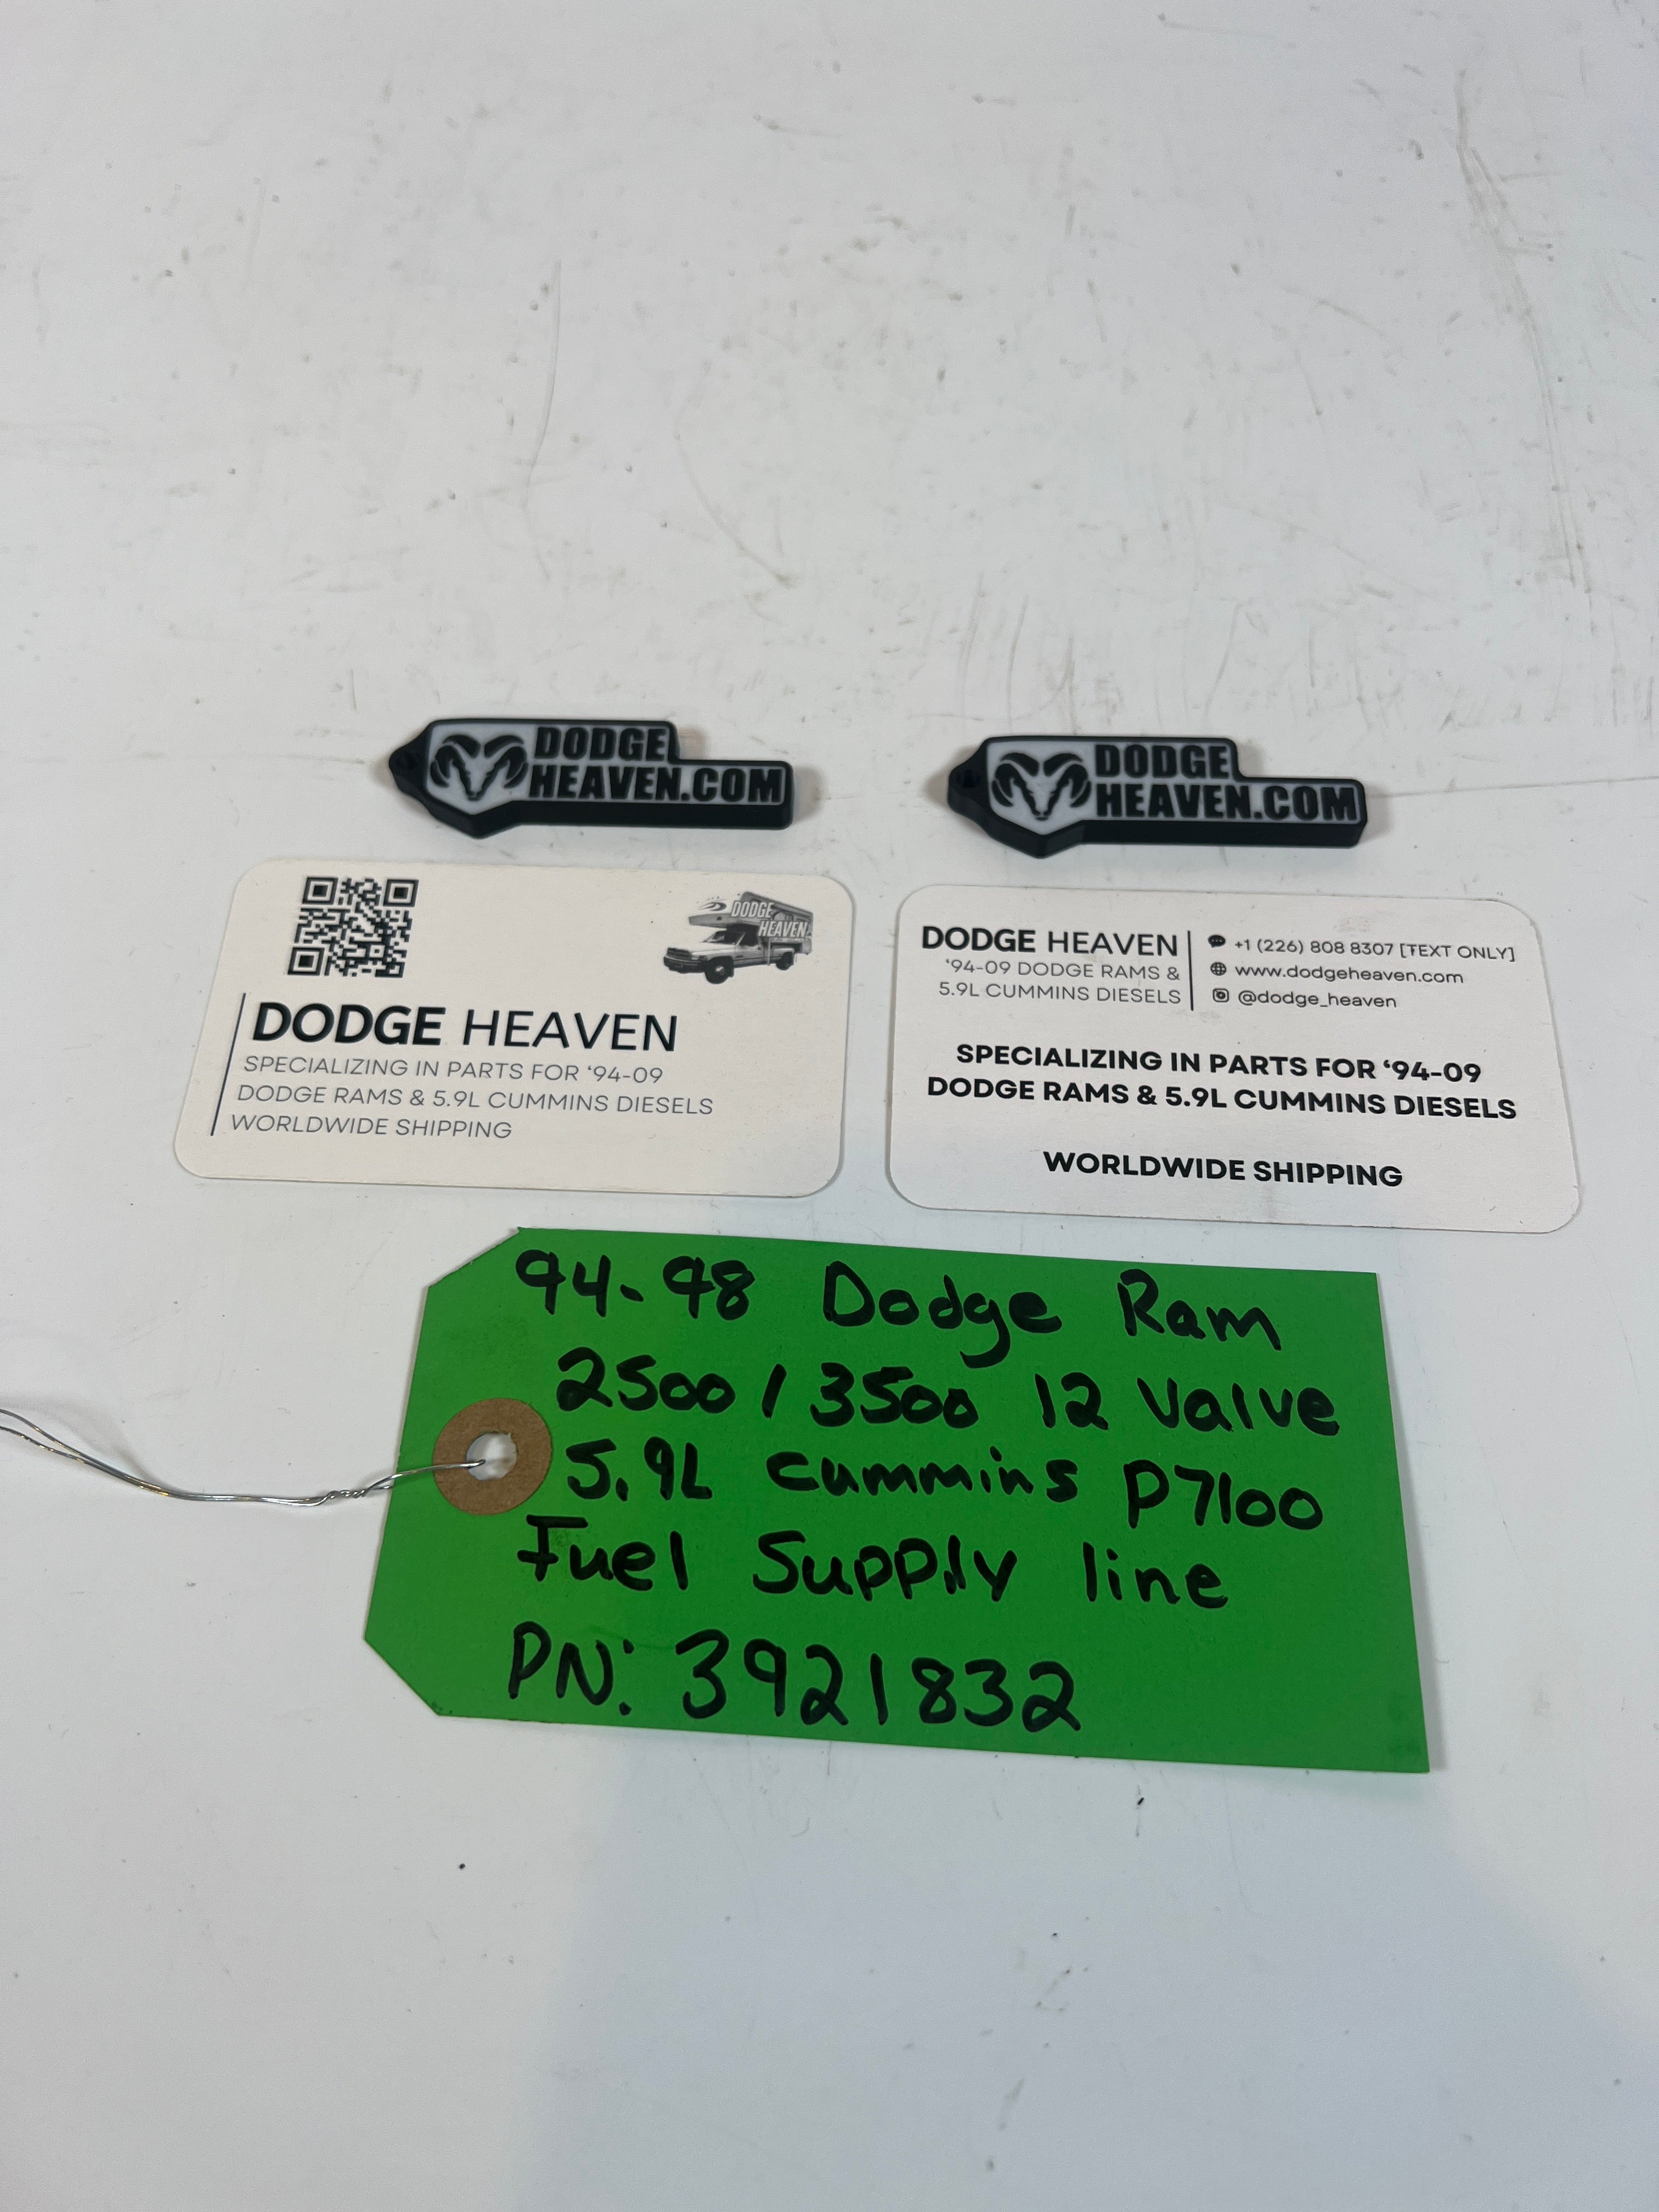 DODGE
HEAVEN.COM
DODGE
HEAVEN.COM
DODGE
HEAVEN
DODGE HEAVEN
SPECIALIZING IN PARTS FOR ‘94-09
DODGE RAMS & 5.9L CUMMINS DIESELS
WORLDWIDE SHIPPING
DODGE HEAVEN
‘94-09 DODGE RAMS &
5.9L CUMMINS DIESELS
+1 (226) 808 8307 [TEXT ONLY]
www.dodgeheaven.com
@dodge_heaven
SPECIALIZING IN PARTS FOR ‘94-09
DODGE RAMS & 5.9L CUMMINS DIESELS
WORLDWIDE SHIPPING
94-98 Dodge Ram
2500/3500 12 Valve
5.9L Cummins P7100
Fuel Supply line
PN: 3921832